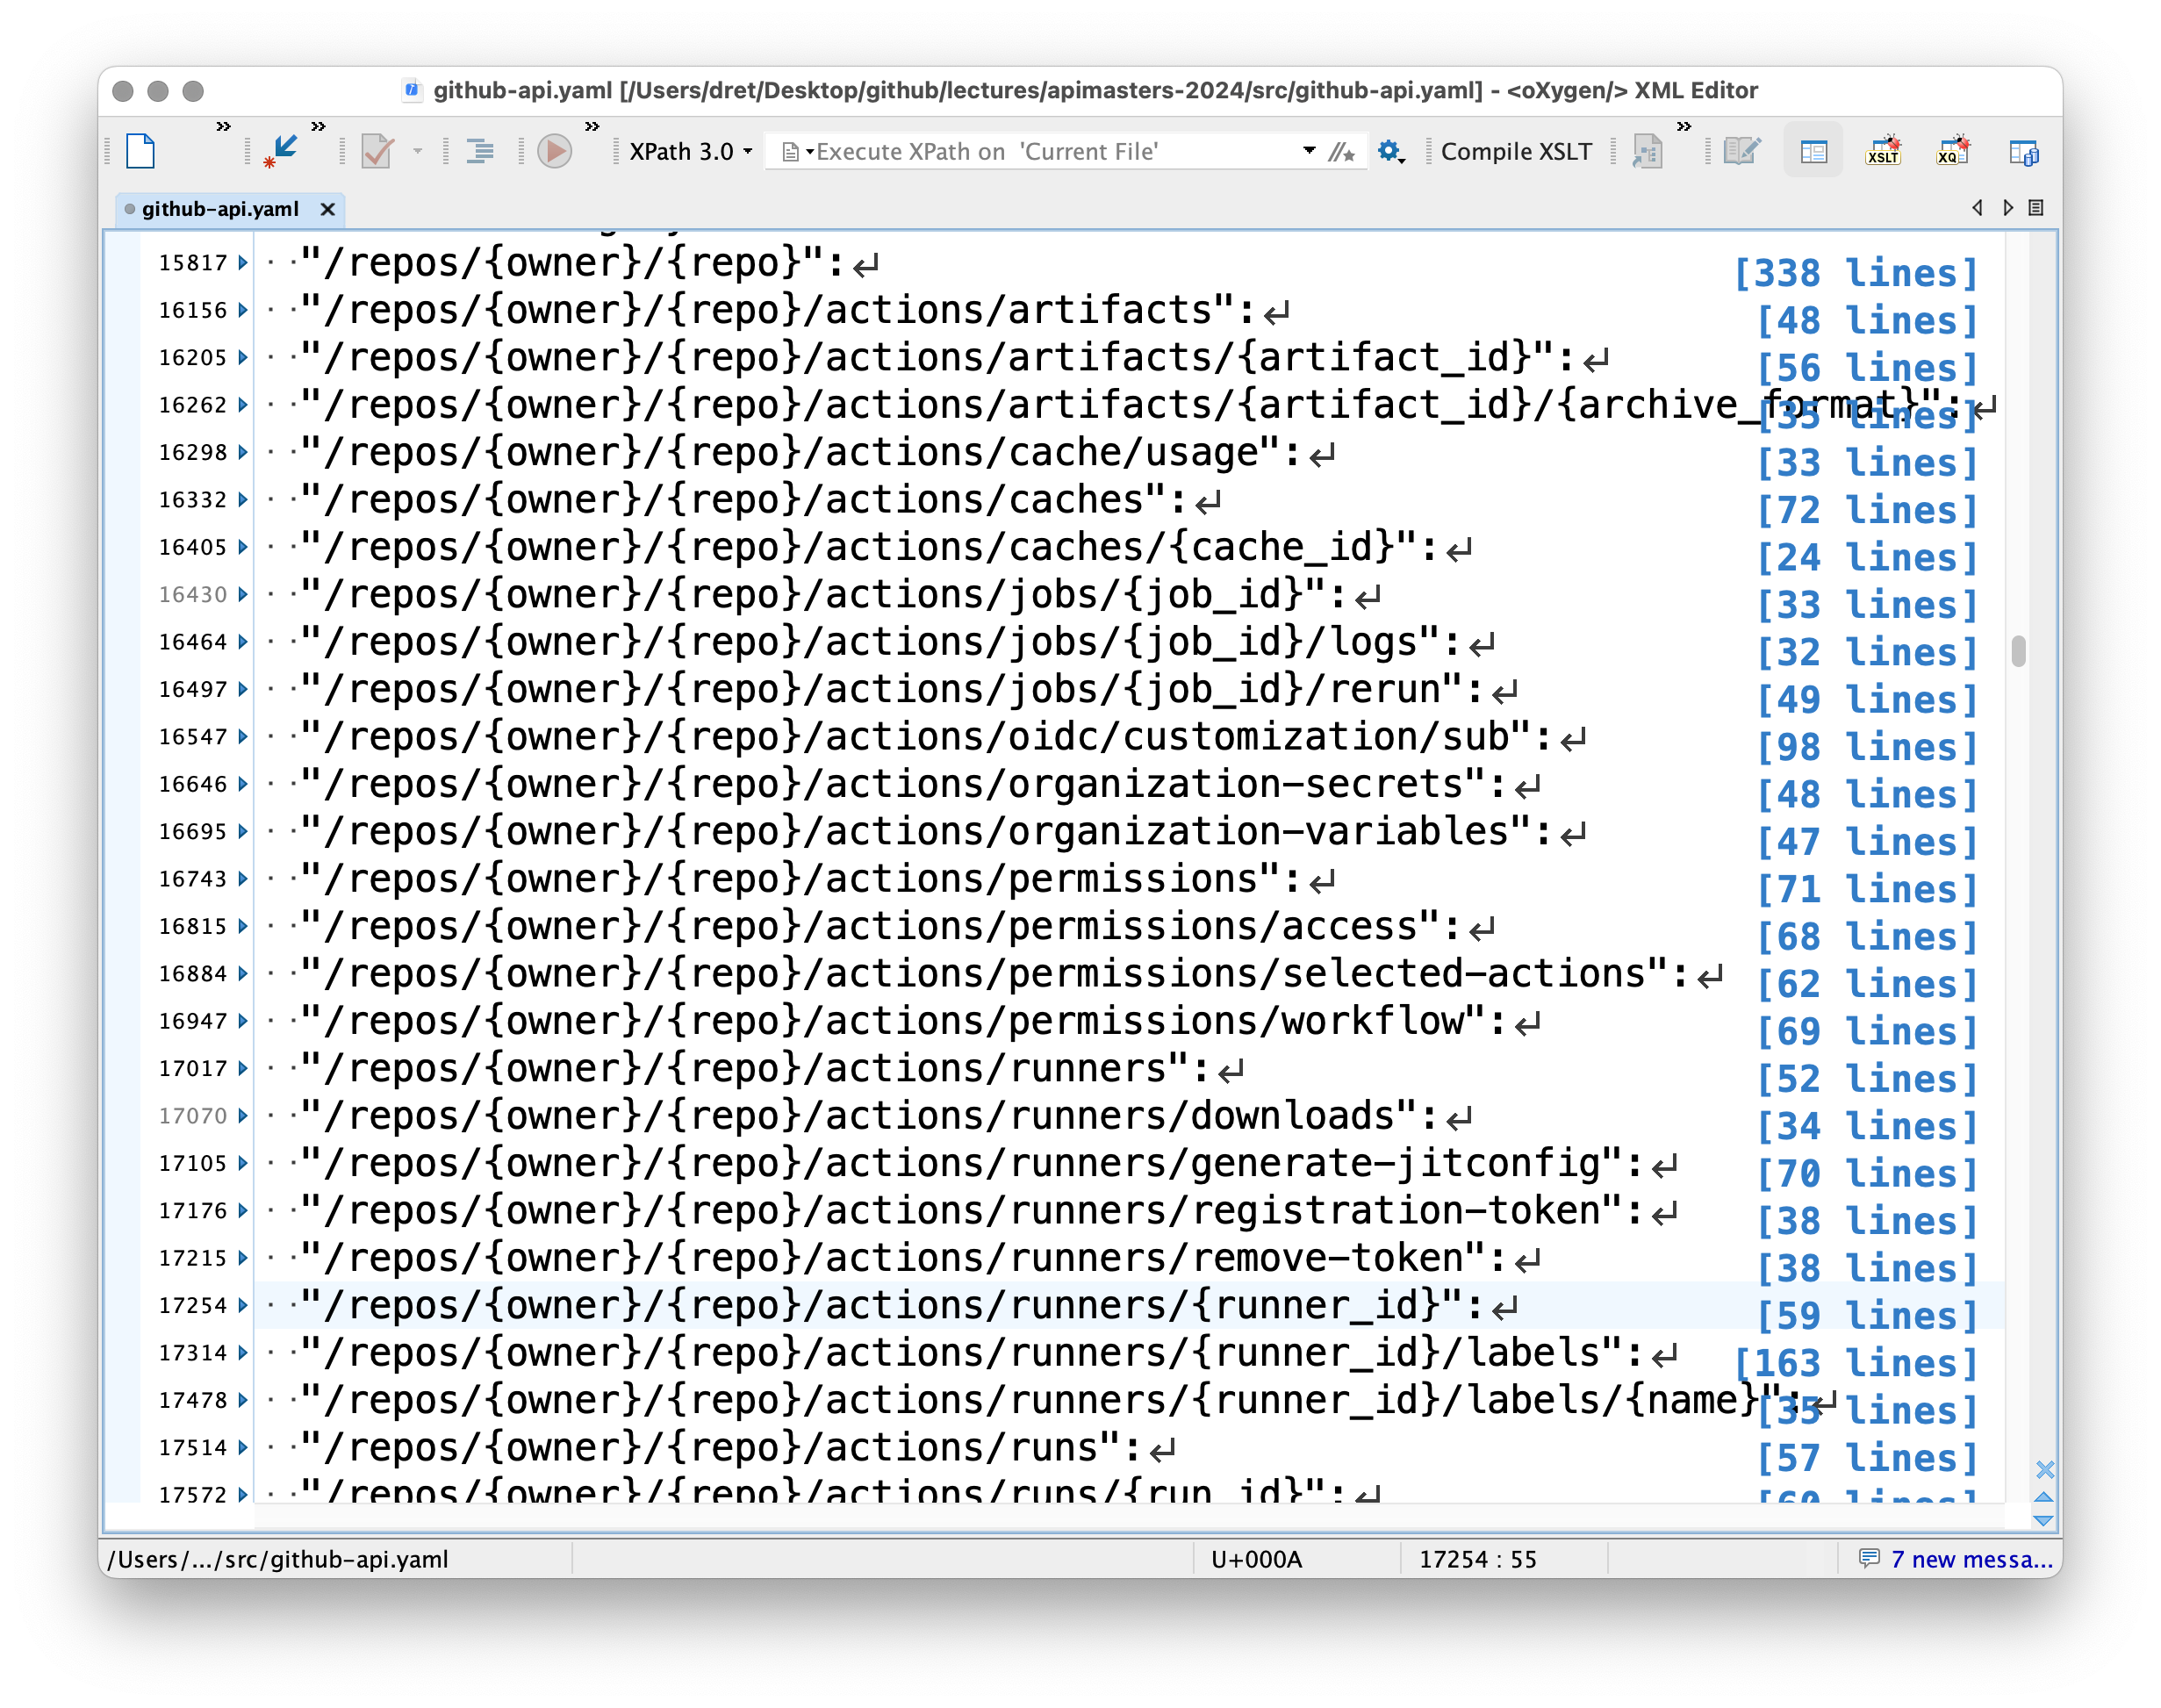 github-api.yaml [/Users/dret/Desktop/github/lectures/apimasters-2024/src/github-api.yaml] - <oXygen/> XML Editor
XPath 3.0 Execute XPath on 'Current File' Compile XSLT XSLT XQ
github-api.yaml
15817 "/repos/{owner}/{repo}": [338 lines]
16156 "/repos/{owner}/{repo}/actions/artifacts": [48 lines]
16205 "/repos/{owner}/{repo}/actions/artifacts/{artifact_id}": [56 lines]
16262 "/repos/{owner}/{repo}/actions/artifacts/{artifact_id}/{archive_format}": [35 lines]
16298 "/repos/{owner}/{repo}/actions/cache/usage": [33 lines]
16332 "/repos/{owner}/{repo}/actions/caches": [72 lines]
16405 "/repos/{owner}/{repo}/actions/caches/{cache_id}": [24 lines]
16430 "/repos/{owner}/{repo}/actions/jobs/{job_id}": [33 lines]
16464 "/repos/{owner}/{repo}/actions/jobs/{job_id}/logs": [32 lines]
16497 "/repos/{owner}/{repo}/actions/jobs/{job_id}/rerun": [49 lines]
16547 "/repos/{owner}/{repo}/actions/oidc/customization/sub": [98 lines]
16646 "/repos/{owner}/{repo}/actions/organization-secrets": [48 lines]
16695 "/repos/{owner}/{repo}/actions/organization-variables": [47 lines]
16743 "/repos/{owner}/{repo}/actions/permissions": [71 lines]
16815 "/repos/{owner}/{repo}/actions/permissions/access": [68 lines]
16884 "/repos/{owner}/{repo}/actions/permissions/selected-actions": [62 lines]
16947 "/repos/{owner}/{repo}/actions/permissions/workflow": [69 lines]
17017 "/repos/{owner}/{repo}/actions/runners": [52 lines]
17070 "/repos/{owner}/{repo}/actions/runners/downloads": [34 lines]
17105 "/repos/{owner}/{repo}/actions/runners/generate-jitconfig": [70 lines]
17176 "/repos/{owner}/{repo}/actions/runners/registration-token": [38 lines]
17215 "/repos/{owner}/{repo}/actions/runners/remove-token": [38 lines]
17254 "/repos/{owner}/{repo}/actions/runners/{runner_id}": [59 lines]
17314 "/repos/{owner}/{repo}/actions/runners/{runner_id}/labels": [163 lines]
17478 "/repos/{owner}/{repo}/actions/runners/{runner_id}/labels/{name}": [35 lines]
17514 "/repos/{owner}/{repo}/actions/runs": [57 lines]
17572 "/repos/{owner}/{repo}/actions/runs/{run_id}": [60 lines]
/Users/.../src/github-api.yaml U+000A 17254 : 55 7 new messa...